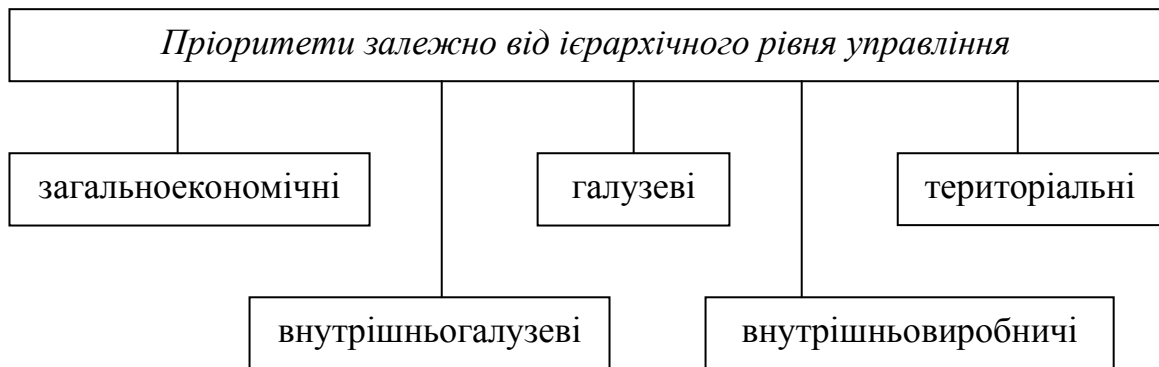 Пріоритети залежно від ієрархічного рівня управління
загальноекономічні
галузеві
територіальні
внутрішньогалузеві
внутрішньовиробничі